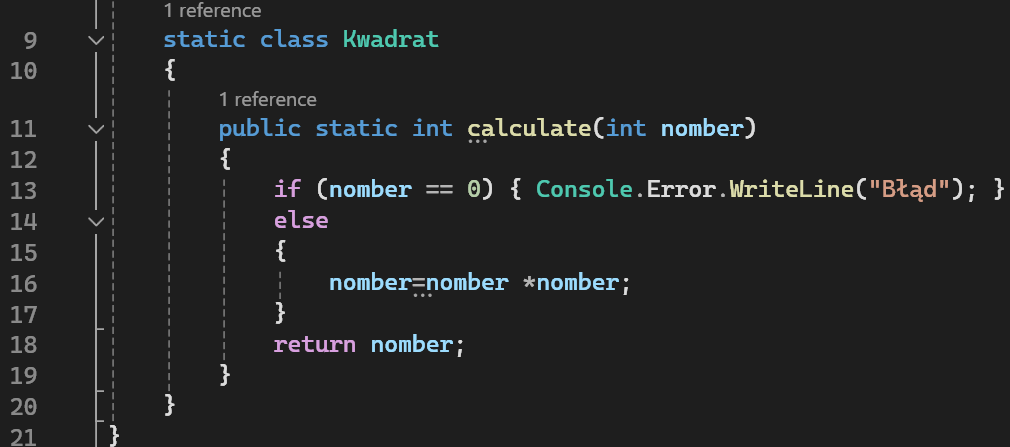 1 reference
9 static class Kwadrat
10 {
1 reference
11 public static int calculate(int nomber)
12 {
13 if (nomber == 0) { Console.Error.WriteLine("Błąd"); }
14 else
15 {
16 nomber=nomber *nomber;
17 }
18 return nomber;
19 }
20 }
21 }